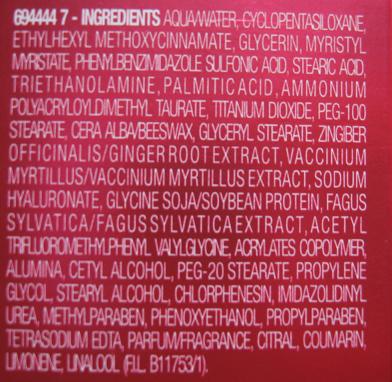 694444 7 - INGREDIENTS AQUA/WATER, CYCLOPENTASILOXANE,
ETHYLHEXYL METHOXYCINNAMATE, GLYCERIN, MYRISTYL
MYRISTATE, PHENYLBENZIMIDAZOLE SULFONIC ACID, STEARIC ACID,
TRIETHANOLAMINE, PALMITIC ACID, AMMONIUM
POLYACRYLOYLDIMETHYL TAURATE, TITANIUM DIOXIDE, PEG-100
STEARATE, CERA ALBA/BEESWAX, GLYCERYL STEARATE, ZINGIBER
OFFICINALIS/GINGER ROOT EXTRACT, VACCINIUM
MYRTILLUS/VACCINIUM MYRTILLUS EXTRACT, SODIUM
HYALURONATE, GLYCINE SOJA/SOYBEAN PROTEIN, FAGUS
SYLVATICA/FAGUS SYLVATICA EXTRACT, ACETYL
TRIFLUOROMETHYLPHENYL VALYLGLYCINE, ACRYLATES COPOLYMER,
ALUMINA, CETYL ALCOHOL, PEG-20 STEARATE, PROPYLENE
GLYCOL, STEARYL ALCOHOL, CHLORPHENESIN, IMIDAZOLIDINYL
UREA, METHYLPARABEN, PHENOXYETHANOL, PROPYLPARABEN,
TETRASODIUM EDTA, PARFUM/FRAGRANCE, CITRAL, COUMARIN,
LIMONENE, LINALOOL (F.I.L. B11753/1).